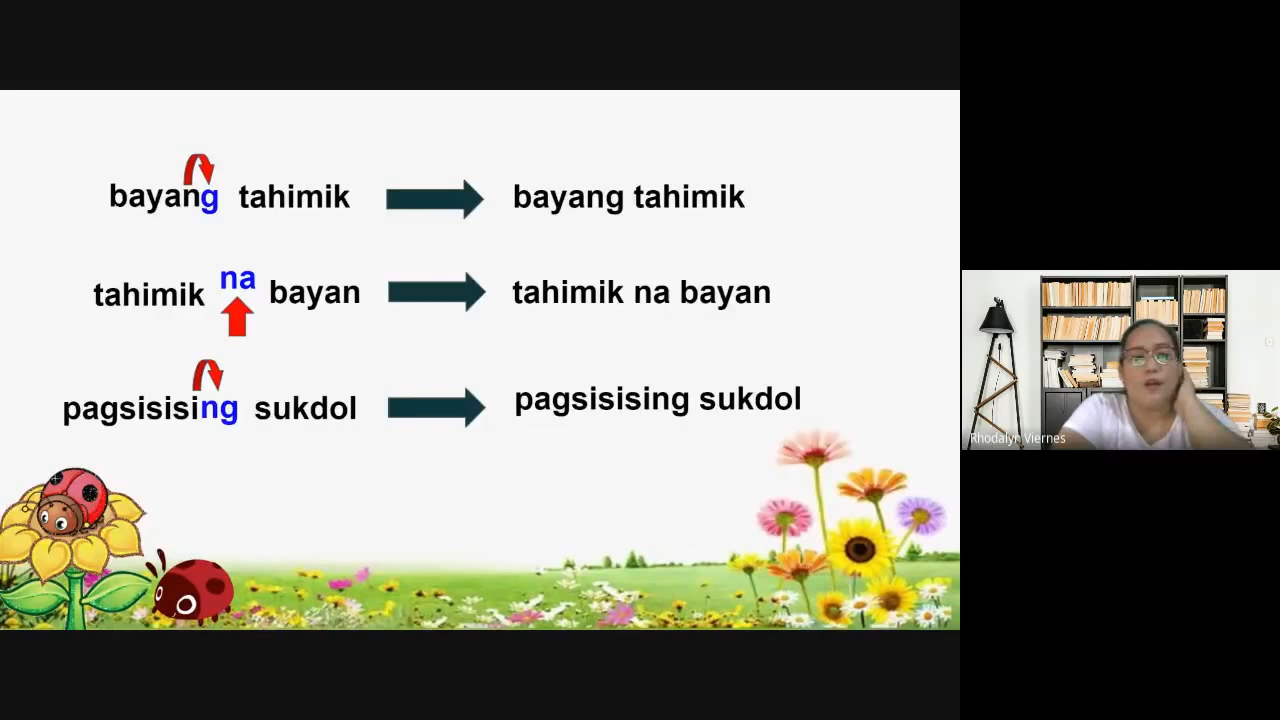 bayang tahimik bayang tahimik
tahimik na bayan tahimik na bayan
pagsisising sukdol pagsisising sukdol
Rhodalyn Viernes